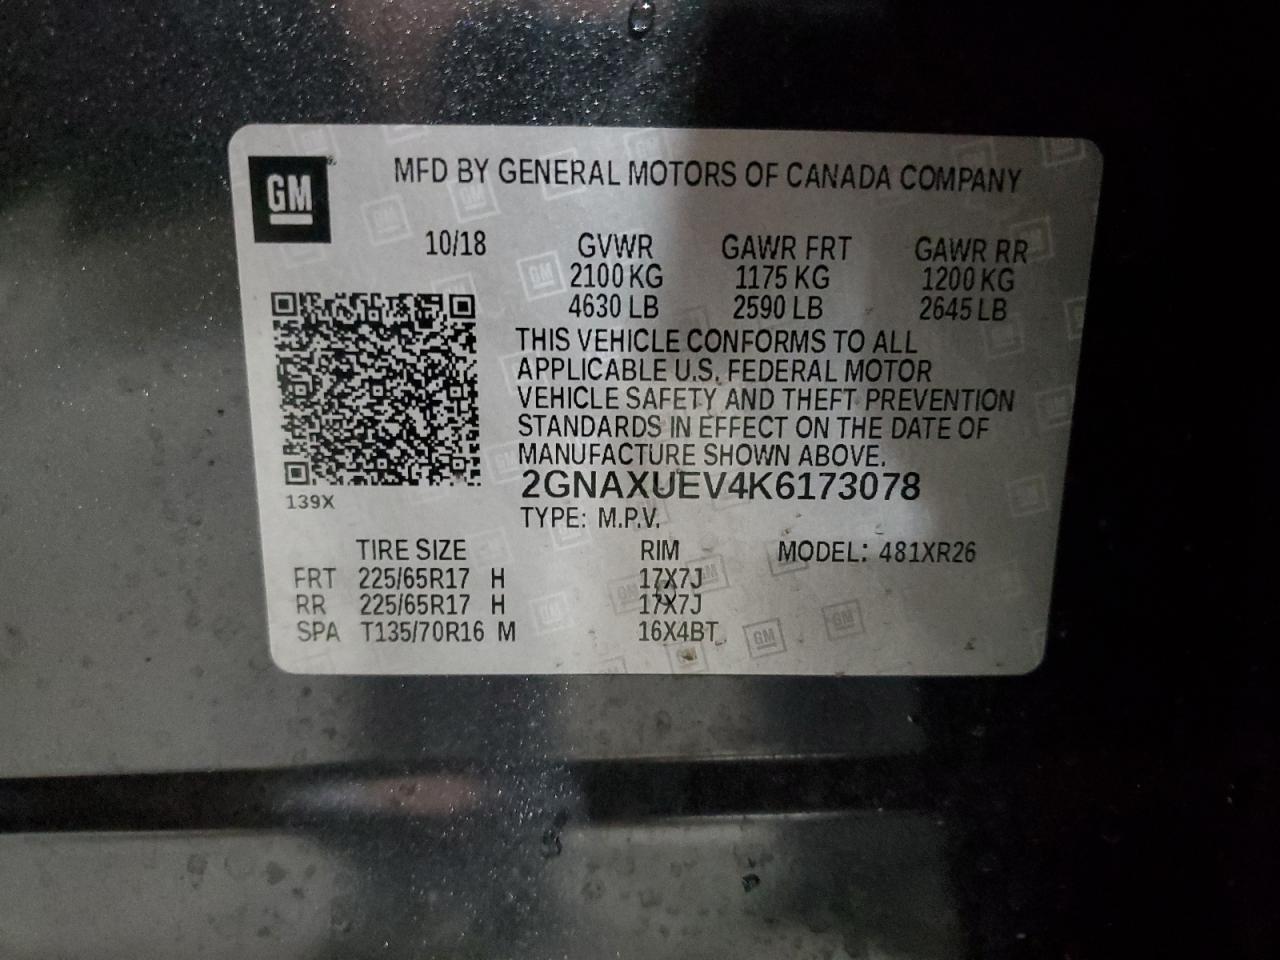 GM
MFD BY GENERAL MOTORS OF CANADA COMPANY
10/18 GVWR GAWR FRT GAWR RR
2100 KG 1175 KG 1200 KG
4630 LB 2590 LB 2645 LB
THIS VEHICLE CONFORMS TO ALL
APPLICABLE U.S. FEDERAL MOTOR
VEHICLE SAFETY AND THEFT PREVENTION
STANDARDS IN EFFECT ON THE DATE OF
MANUFACTURE SHOWN ABOVE.
2GNAXUEV4K6173078
139X
TYPE: M.P.V.
TIRE SIZE RIM MODEL: 481XR26
FRT 225/65R17 H 17X7J
RR 225/65R17 H 17X7J
SPA T135/70R16 M 16X4BT